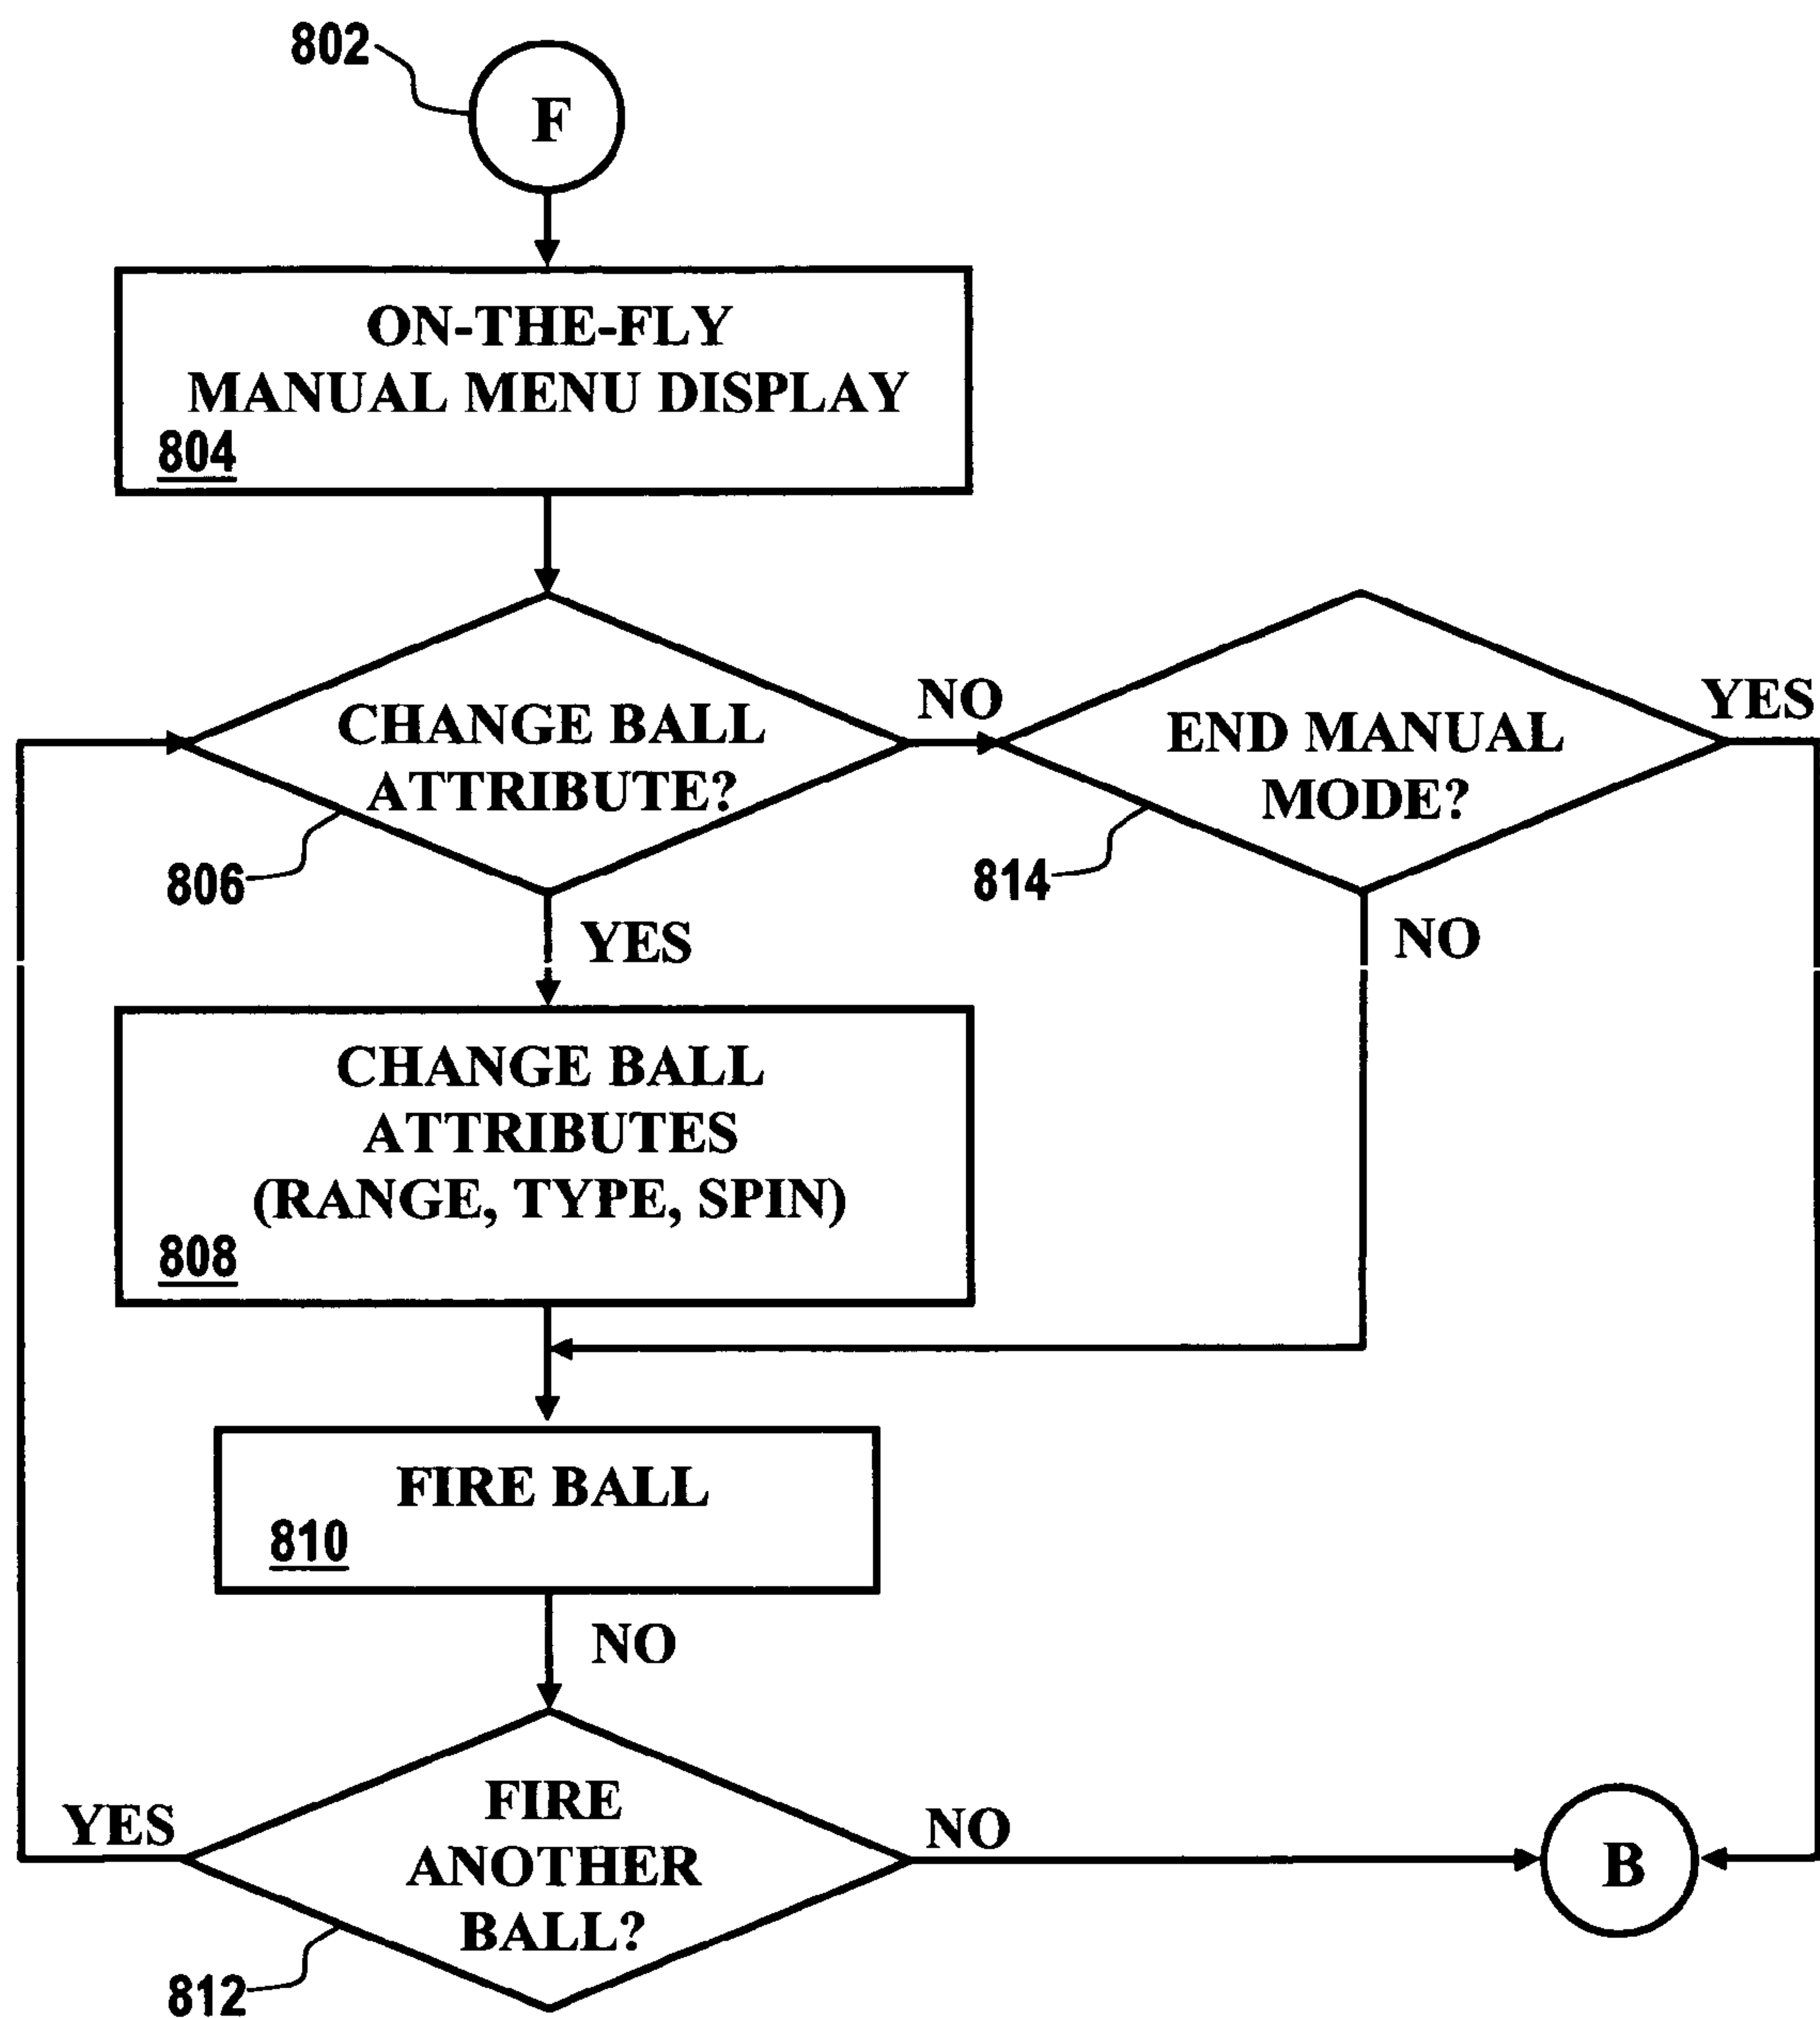 802
F
ON-THE-FLY
MANUAL MENU DISPLAY
804
CHANGE BALL
ATTRIBUTE?
806
NO
END MANUAL
MODE?
814
YES
YES
NO
CHANGE BALL
ATTRIBUTES
(RANGE, TYPE, SPIN)
808
FIRE BALL
810
NO
FIRE
ANOTHER
BALL?
812
YES
NO
B